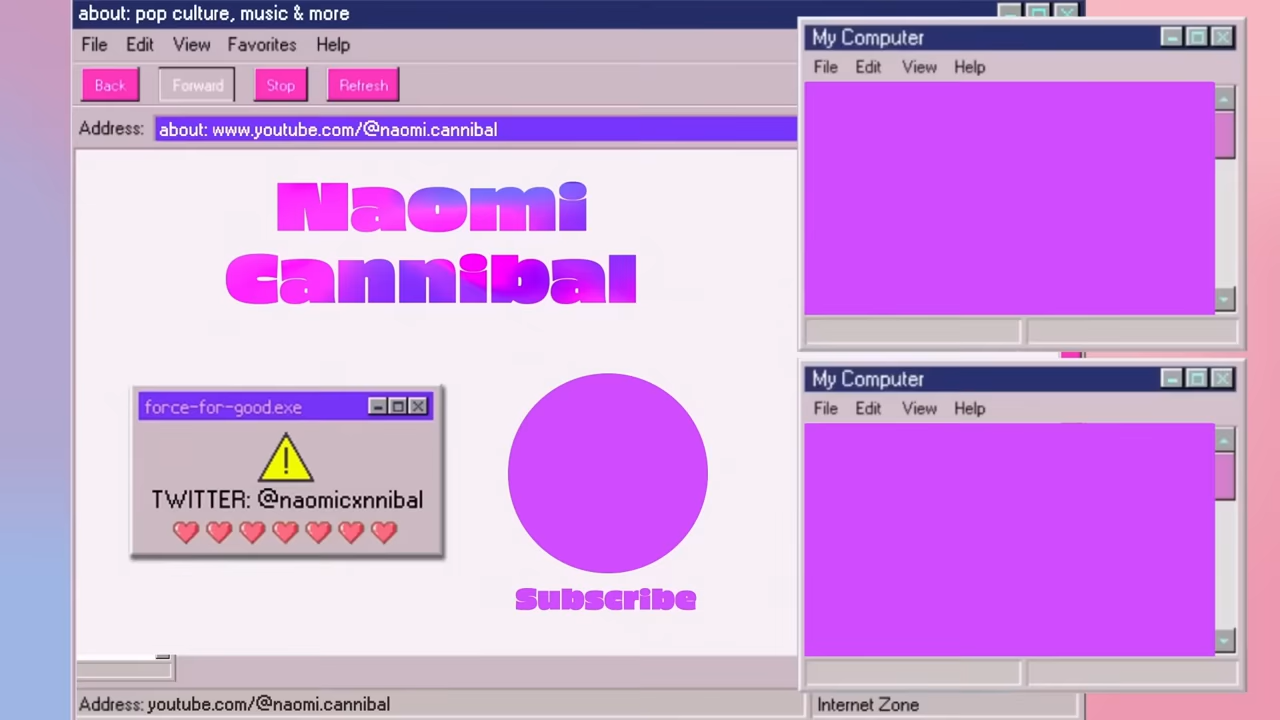 about: pop culture, music & more
File Edit View Favorites Help
Back Forward Stop Refresh
Address: about: www.youtube.com/@naomi.cannibal
Naomi
Cannibal
force-for-good.exe
TWITTER: @naomicxnnibal
Subscribe
Address: youtube.com/@naomi.cannibal
Internet Zone
My Computer
File Edit View Help
My Computer
File Edit View Help